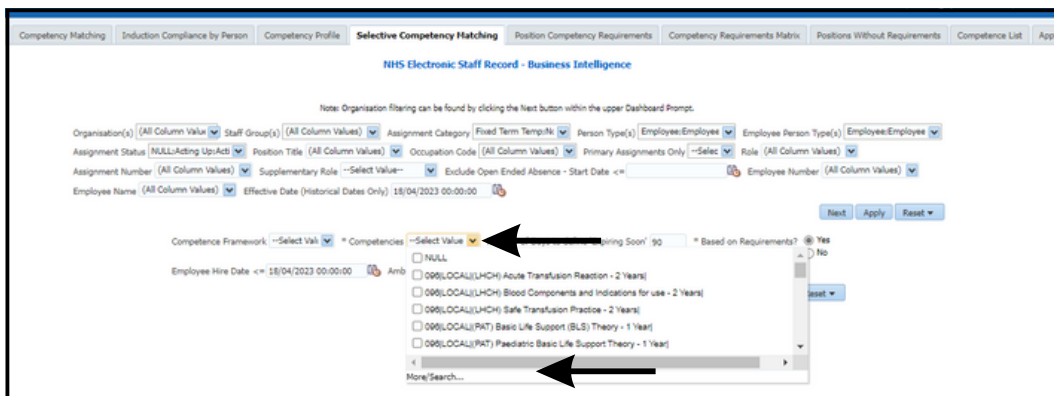 Competency Matching Induction Compliance by Person Competency Profile Selective Competency Matching Position Competency Requirements Competency Requirements Matrix Positions Without Requirements Competence List App
NHS Electronic Staff Record - Business Intelligence
Note: Organisation filtering can be found by clicking the Next button within the upper Dashboard Prompt.
Organisation(s) (All Column Valu Staff Group(s) (All Column Values) Assignment Category Fixed Term Temp;Nc Person Type(s) Employee;Employee Employee Person Type(s) Employee;Employee
Assignment Status NULL;Acting Up;Acti Position Title (All Column Values) Occupation Code (All Column Values) Primary Assignments Only --Selec Role (All Column Values)
Assignment Number (All Column Values) Supplementary Role --Select Value-- Exclude Open Ended Absence - Start Date <= Employee Number (All Column Values)
Employee Name (All Column Values) Effective Date (Historical Dates Only) 18/04/2023 00:00:00
Next Apply Reset
Competence Framework --Select Valu * Competencies --Select Value 'Expiring Soon' 90 * Based on Requirements? Yes
No
Employee Hire Date <= 18/04/2023 00:00:00 Amb
NULL
096|LOCAL|(LHCH) Acute Transfusion Reaction - 2 Years|
096|LOCAL|(LHCH) Blood Components and Indications for use - 2 Years|
096|LOCAL|(LHCH) Safe Transfusion Practice - 2 Years|
096|LOCAL|(PAT) Basic Life Support (BLS) Theory - 1 Year|
096|LOCAL|(PAT) Paediatric Basic Life Support Theory - 1 Year|
More/Search...
eset